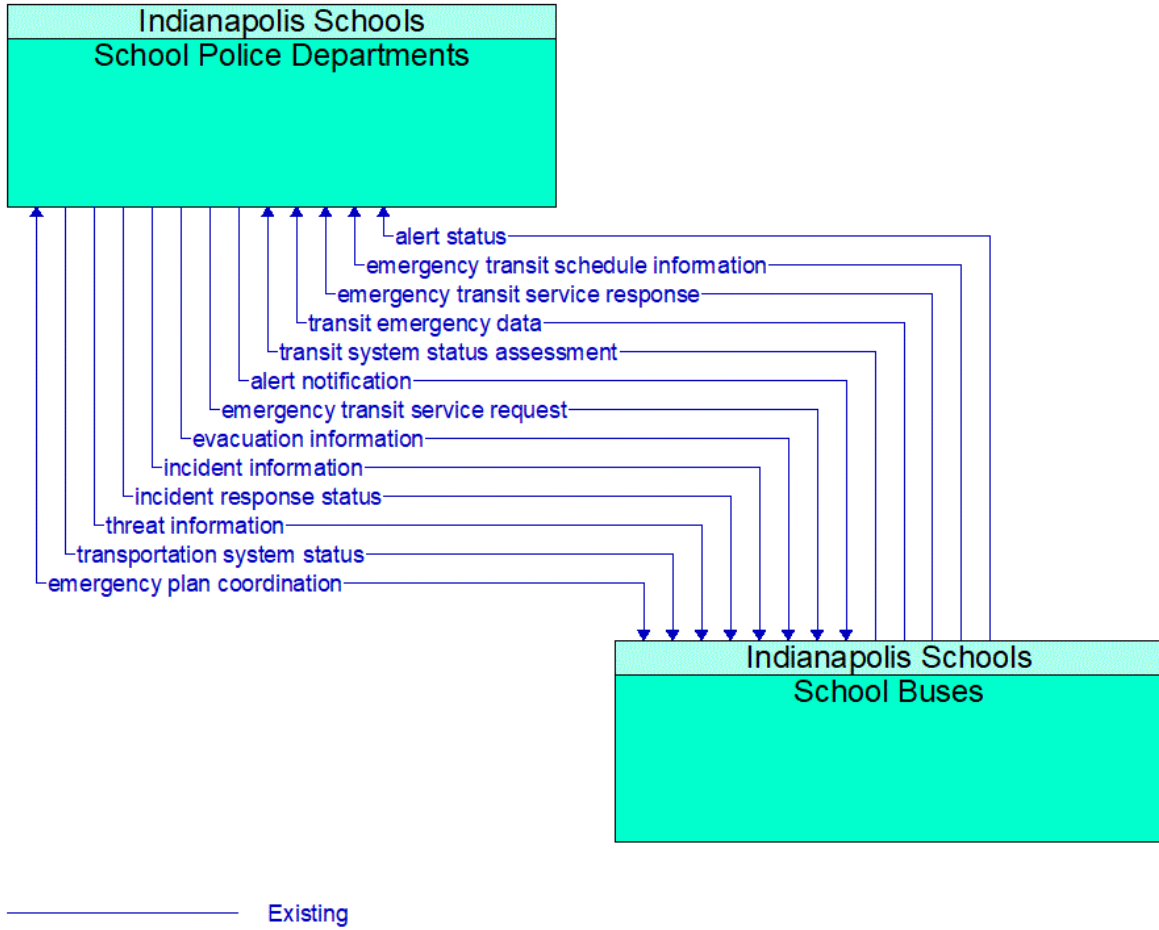 Indianapolis Schools
School Police Departments
alert status
emergency transit schedule information
emergency transit service response
transit emergency data
transit system status assessment
alert notification
emergency transit service request
evacuation information
incident information
incident response status
threat information
transportation system status
emergency plan coordination
Indianapolis Schools
School Buses
Existing